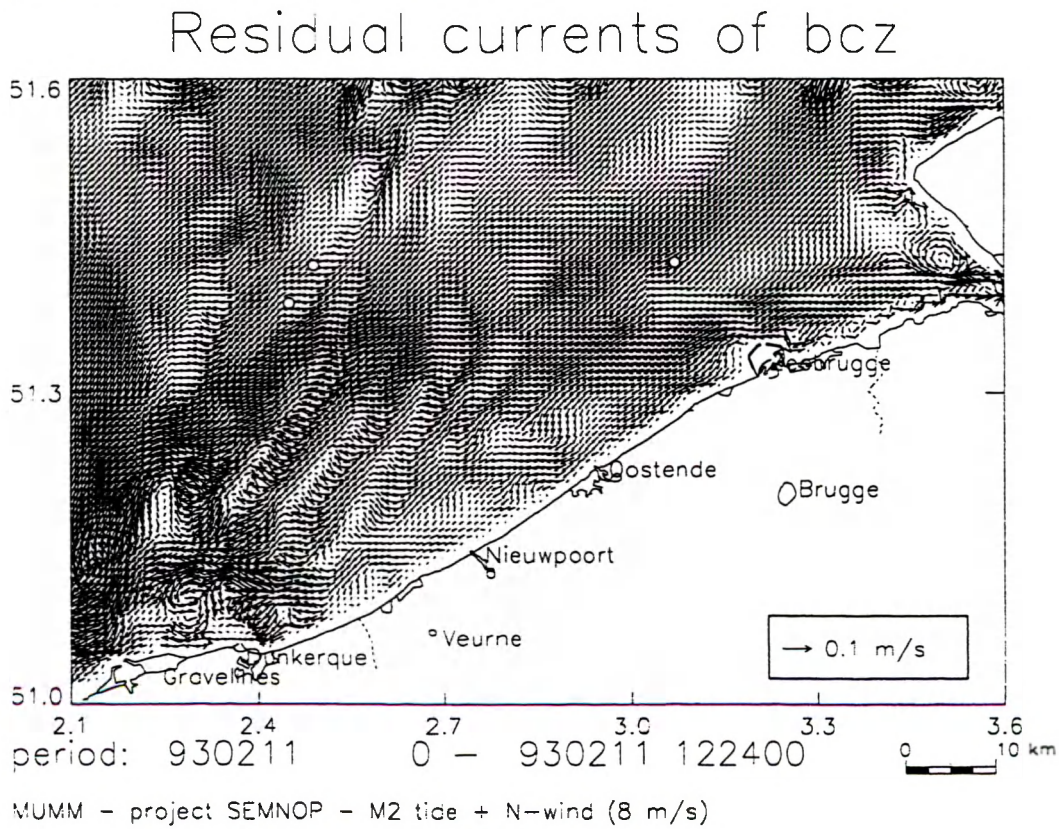 Residual currents of bcz
51.6
51.3
51.0
Oostende
Brugge
Nieuwpoort
Veurne
Dunkerque
Gravelines
0.1 m/s
2.1 2.4 2.7 3.0 3.3 3.6
period: 930211 0 - 930211 122400
0 10 km
MUMM - project SEMNOP - M2 tide + N-wind (8 m/s)